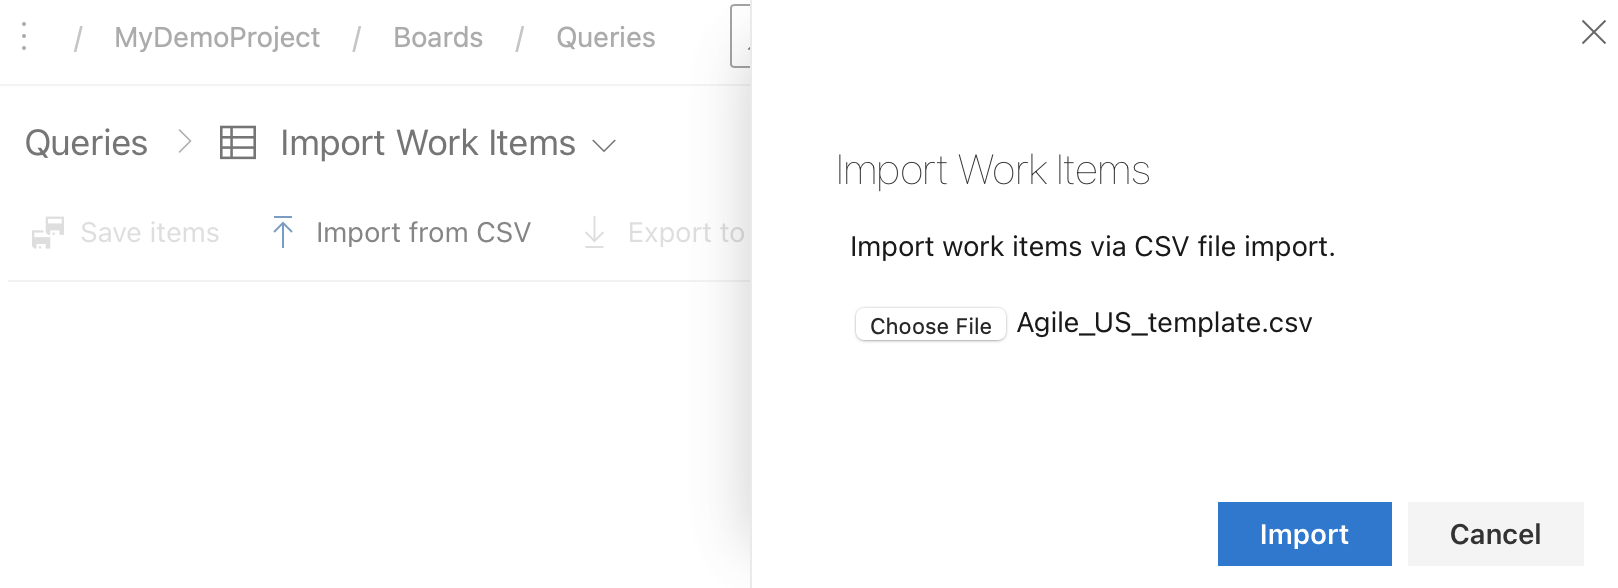 / MyDemoProject / Boards / Queries
Queries > Import Work Items
Save items Import from CSV Export to
Import Work Items
Import work items via CSV file import.
Choose File Agile_US_template.csv
Import Cancel